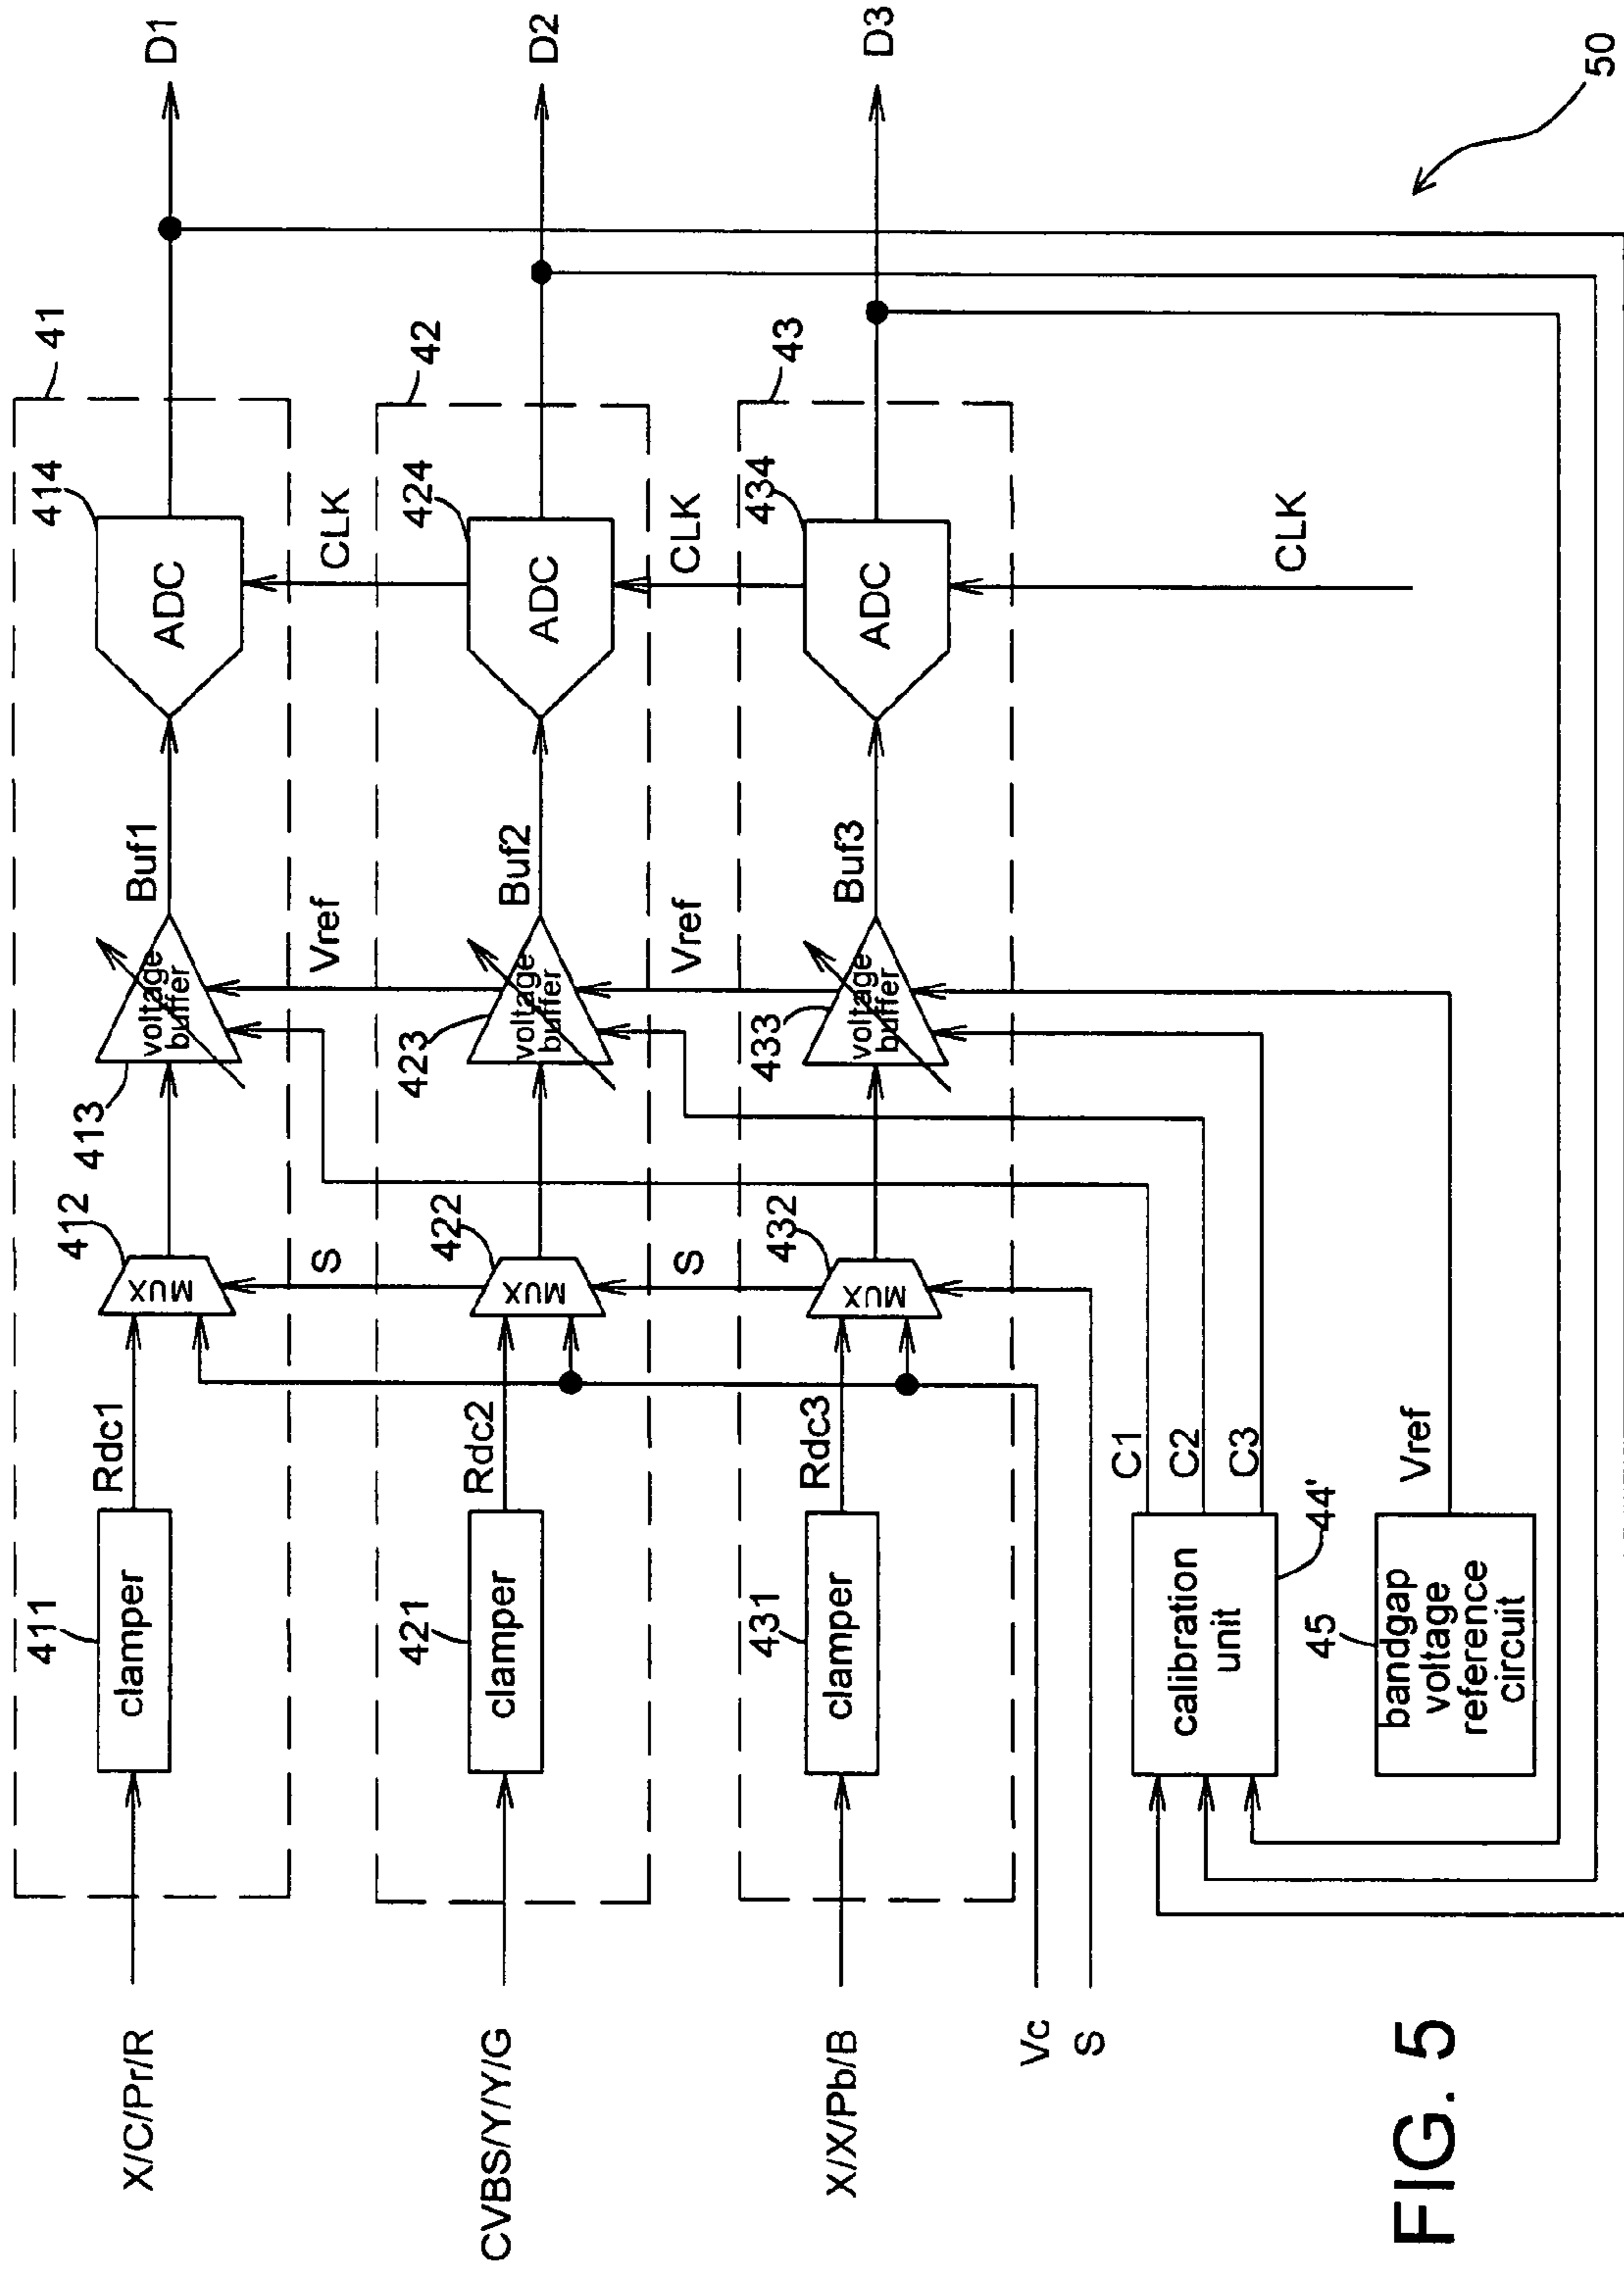 41
414
ADC
CLK
D1
411
clamper
Rdc1
412
MUX
413
voltage
buffer
Buf1
X/C/Pr/R
S
Vref
42
421
clamper
Rdc2
422
MUX
423
voltage
buffer
Buf2
424
ADC
CLK
D2
CVBS/Y/Y/G
S
Vref
43
431
clamper
Rdc3
432
MUX
433
voltage
buffer
Buf3
434
ADC
CLK
D3
X/X/Pb/B
Vc
S
C1
C2
C3
calibration
unit
44'
45
bandgap
voltage
reference
circuit
Vref
50
FIG. 5